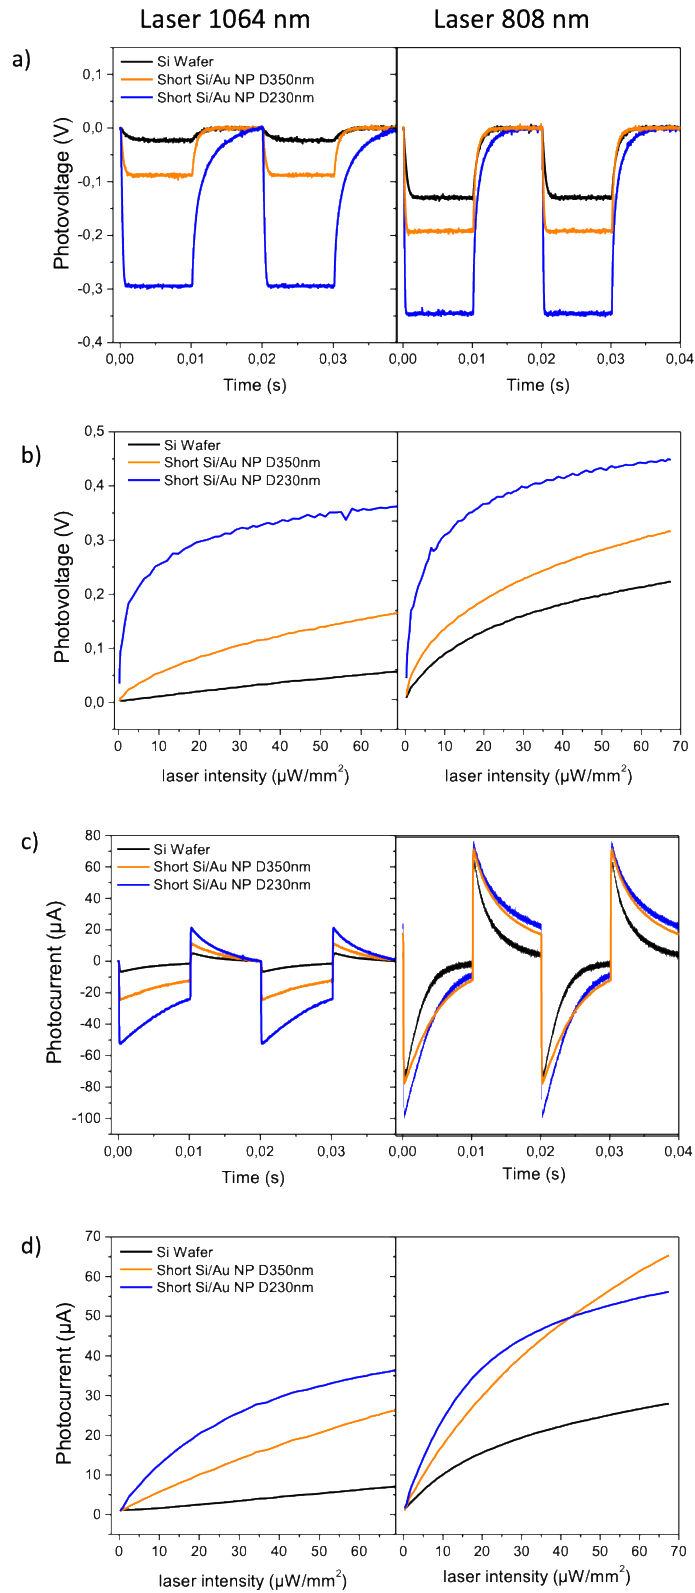 Laser 1064 nm Laser 808 nm
a)
0,1
0,0
-0,1
-0,2
-0,3
-0,4
Photovoltage (V)
Si Wafer
Short Si/Au NP D350nm
Short Si/Au NP D230nm
0,00 0,01 0,02 0,03 0,00 0,01 0,02 0,03 0,04
Time (s) Time (s)
b)
0,5
0,4
0,3
0,2
0,1
0,0
Photovoltage (V)
Si Wafer
Short Si/Au NP D350nm
Short Si/Au NP D230nm
0 10 20 30 40 50 60 0 10 20 30 40 50 60 70
laser intensity (µW/mm²) laser intensity (µW/mm²)
c)
80
60
40
20
0
-20
-40
-60
-80
-100
Photocurrent (µA)
Si Wafer
Short Si/Au NP D350nm
Short Si/Au NP D230nm
0,00 0,01 0,02 0,03 0,00 0,01 0,02 0,03 0,04
Time (s) Time (s)
d)
70
60
50
40
30
20
10
0
Photocurrent (µA)
Si Wafer
Short Si/Au NP D350nm
Short Si/Au NP D230nm
0 10 20 30 40 50 60 0 10 20 30 40 50 60 70
laser intensity (µW/mm²) laser intensity (µW/mm²)